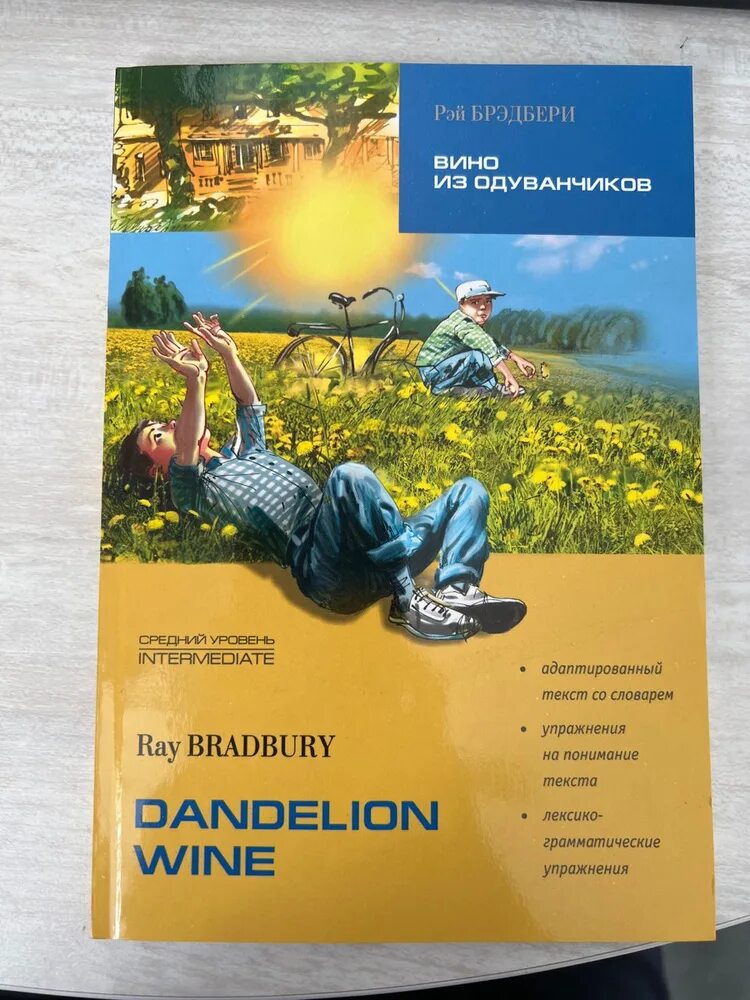 Рэй БРЭДБЕРИ
ВИНО
ИЗ ОДУВАНЧИКОВ
СРЕДНИЙ УРОВЕНЬ
INTERMEDIATE
Ray BRADBURY
DANDELION
WINE
• адаптированный
текст со словарем
• упражнения
на понимание
текста
• лексико-
грамматические
упражнения